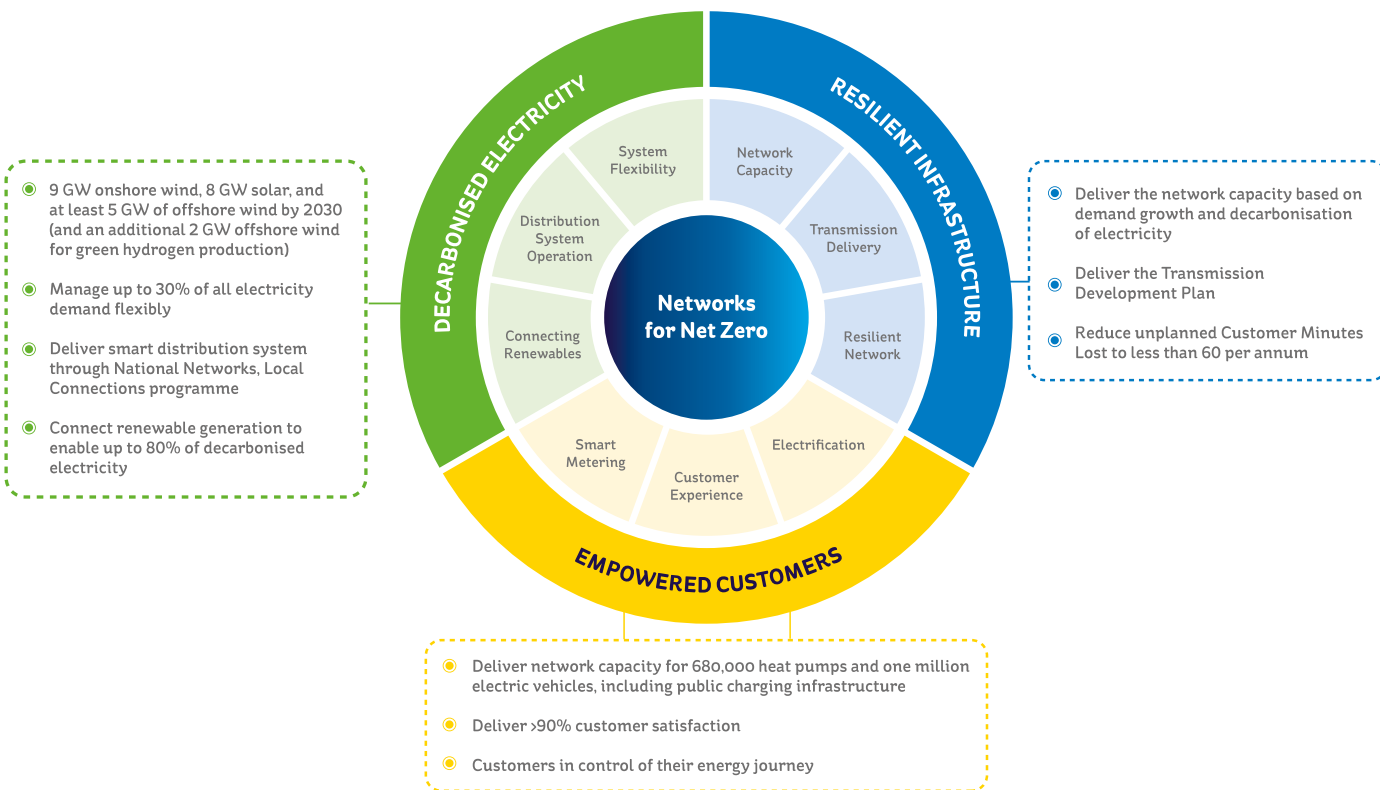 DECARBONISED ELECTRICITY
RESILIENT INFRASTRUCTURE
EMPOWERED CUSTOMERS
System
Flexibility
Network
Capacity
Distribution
System
Operation
Transmission
Delivery
Connecting
Renewables
Networks
for Net Zero
Resilient
Network
Smart
Metering
Customer
Experience
Electrification
9 GW onshore wind, 8 GW solar, and
at least 5 GW of offshore wind by 2030
(and an additional 2 GW offshore wind
for green hydrogen production)
Manage up to 30% of all electricity
demand flexibly
Deliver smart distribution system
through National Networks, Local
Connections programme
Connect renewable generation to
enable up to 80% of decarbonised
electricity
Deliver the network capacity based on
demand growth and decarbonisation
of electricity
Deliver the Transmission
Development Plan
Reduce unplanned Customer Minutes
Lost to less than 60 per annum
Deliver network capacity for 680,000 heat pumps and one million
electric vehicles, including public charging infrastructure
Deliver >90% customer satisfaction
Customers in control of their energy journey